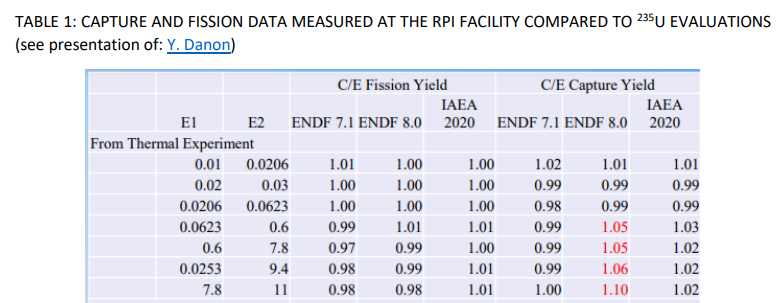 TABLE 1: CAPTURE AND FISSION DATA MEASURED AT THE RPI FACILITY COMPARED TO ²³⁵U EVALUATIONS
(see presentation of: Y. Danon)
C/E Fission Yield C/E Capture Yield
IAEA IAEA
E1 E2 ENDF 7.1 ENDF 8.0 2020 ENDF 7.1 ENDF 8.0 2020
From Thermal Experiment
0.01 0.0206 1.01 1.00 1.00 1.02 1.01 1.01
0.02 0.03 1.00 1.00 1.00 0.99 0.99 0.99
0.0206 0.0623 1.00 1.00 1.00 0.98 0.99 0.99
0.0623 0.6 0.99 1.01 1.01 0.99 1.05 1.03
0.6 7.8 0.97 0.99 1.00 0.99 1.05 1.02
0.0253 9.4 0.98 0.99 1.01 0.99 1.06 1.02
7.8 11 0.98 0.98 1.01 1.00 1.10 1.02